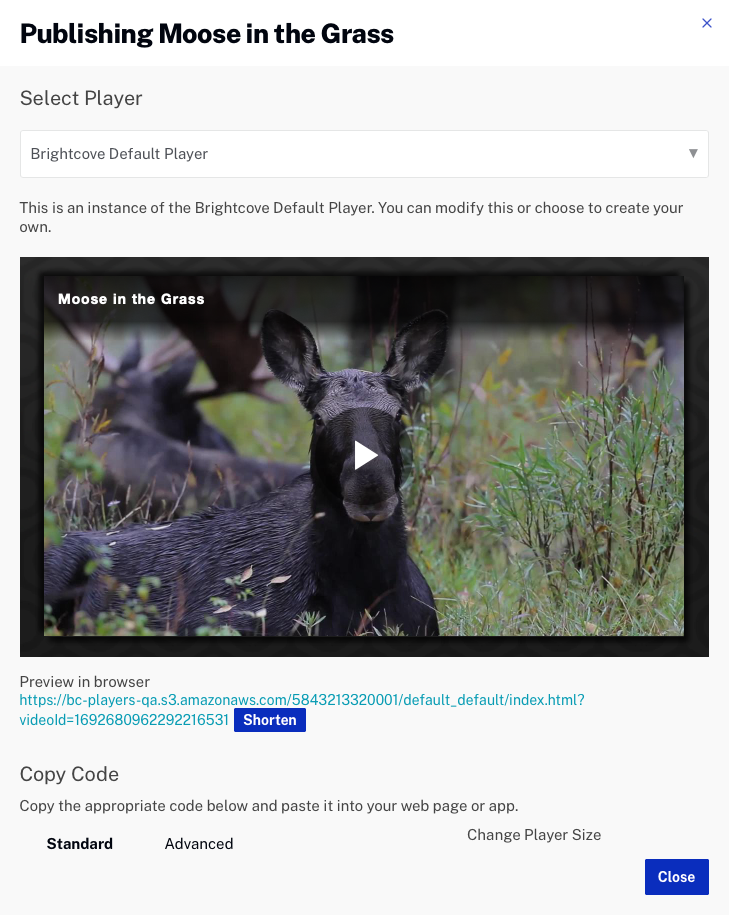 Publishing Moose in the Grass
×
Select Player
Brightcove Default Player
This is an instance of the Brightcove Default Player. You can modify this or choose to create your
own.
Moose in the Grass
Preview in browser
https://bc-players-qa.s3.amazonaws.com/5843213320001/default_default/index.html?
videoId=1692680962292216531 Shorten
Copy Code
Copy the appropriate code below and paste it into your web page or app.
Change Player Size
Standard Advanced
Close